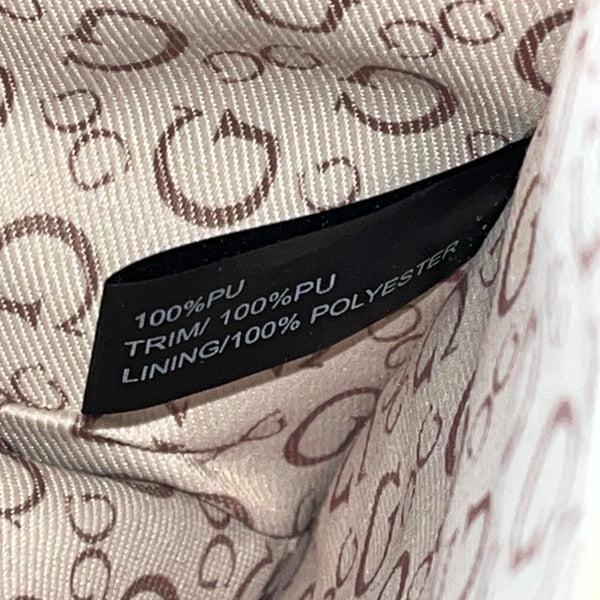 100%PU
TRIM/ 100%PU
LINING/100% POLYESTER